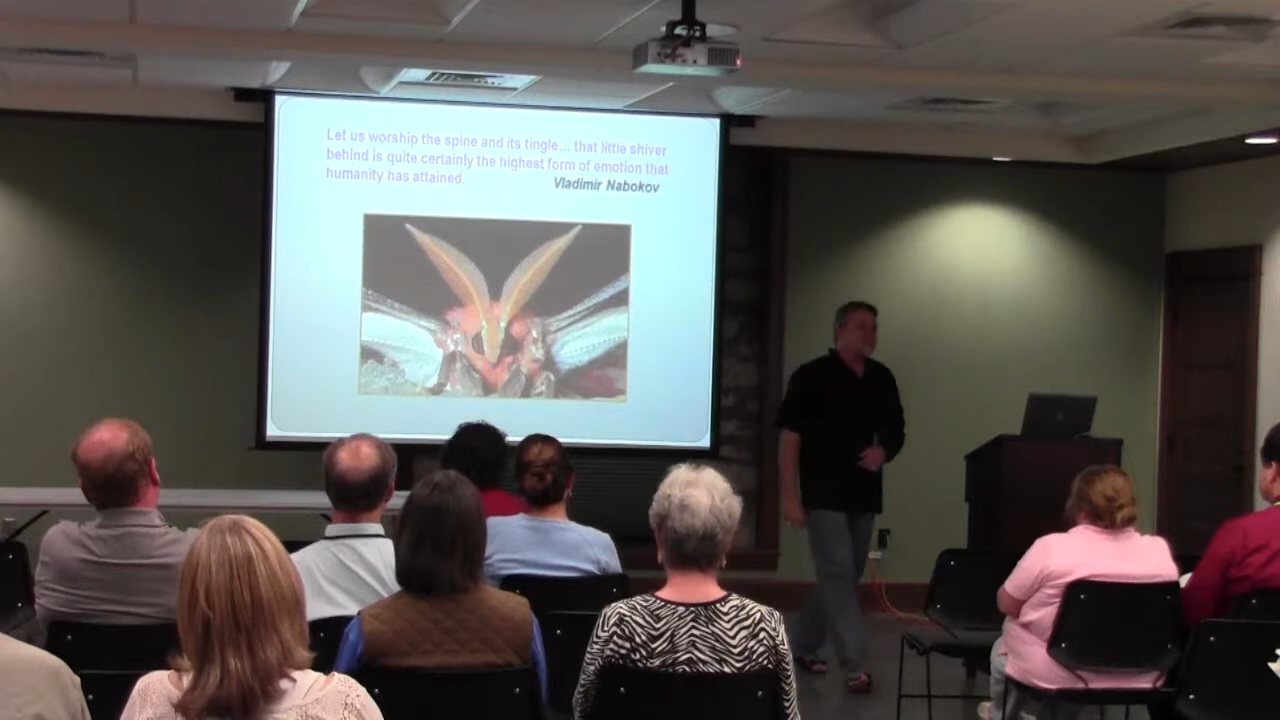 Let us worship the spine and its tingle... that little shiver
behind is quite certainly the highest form of emotion that
humanity has attained.
Vladimir Nabokov